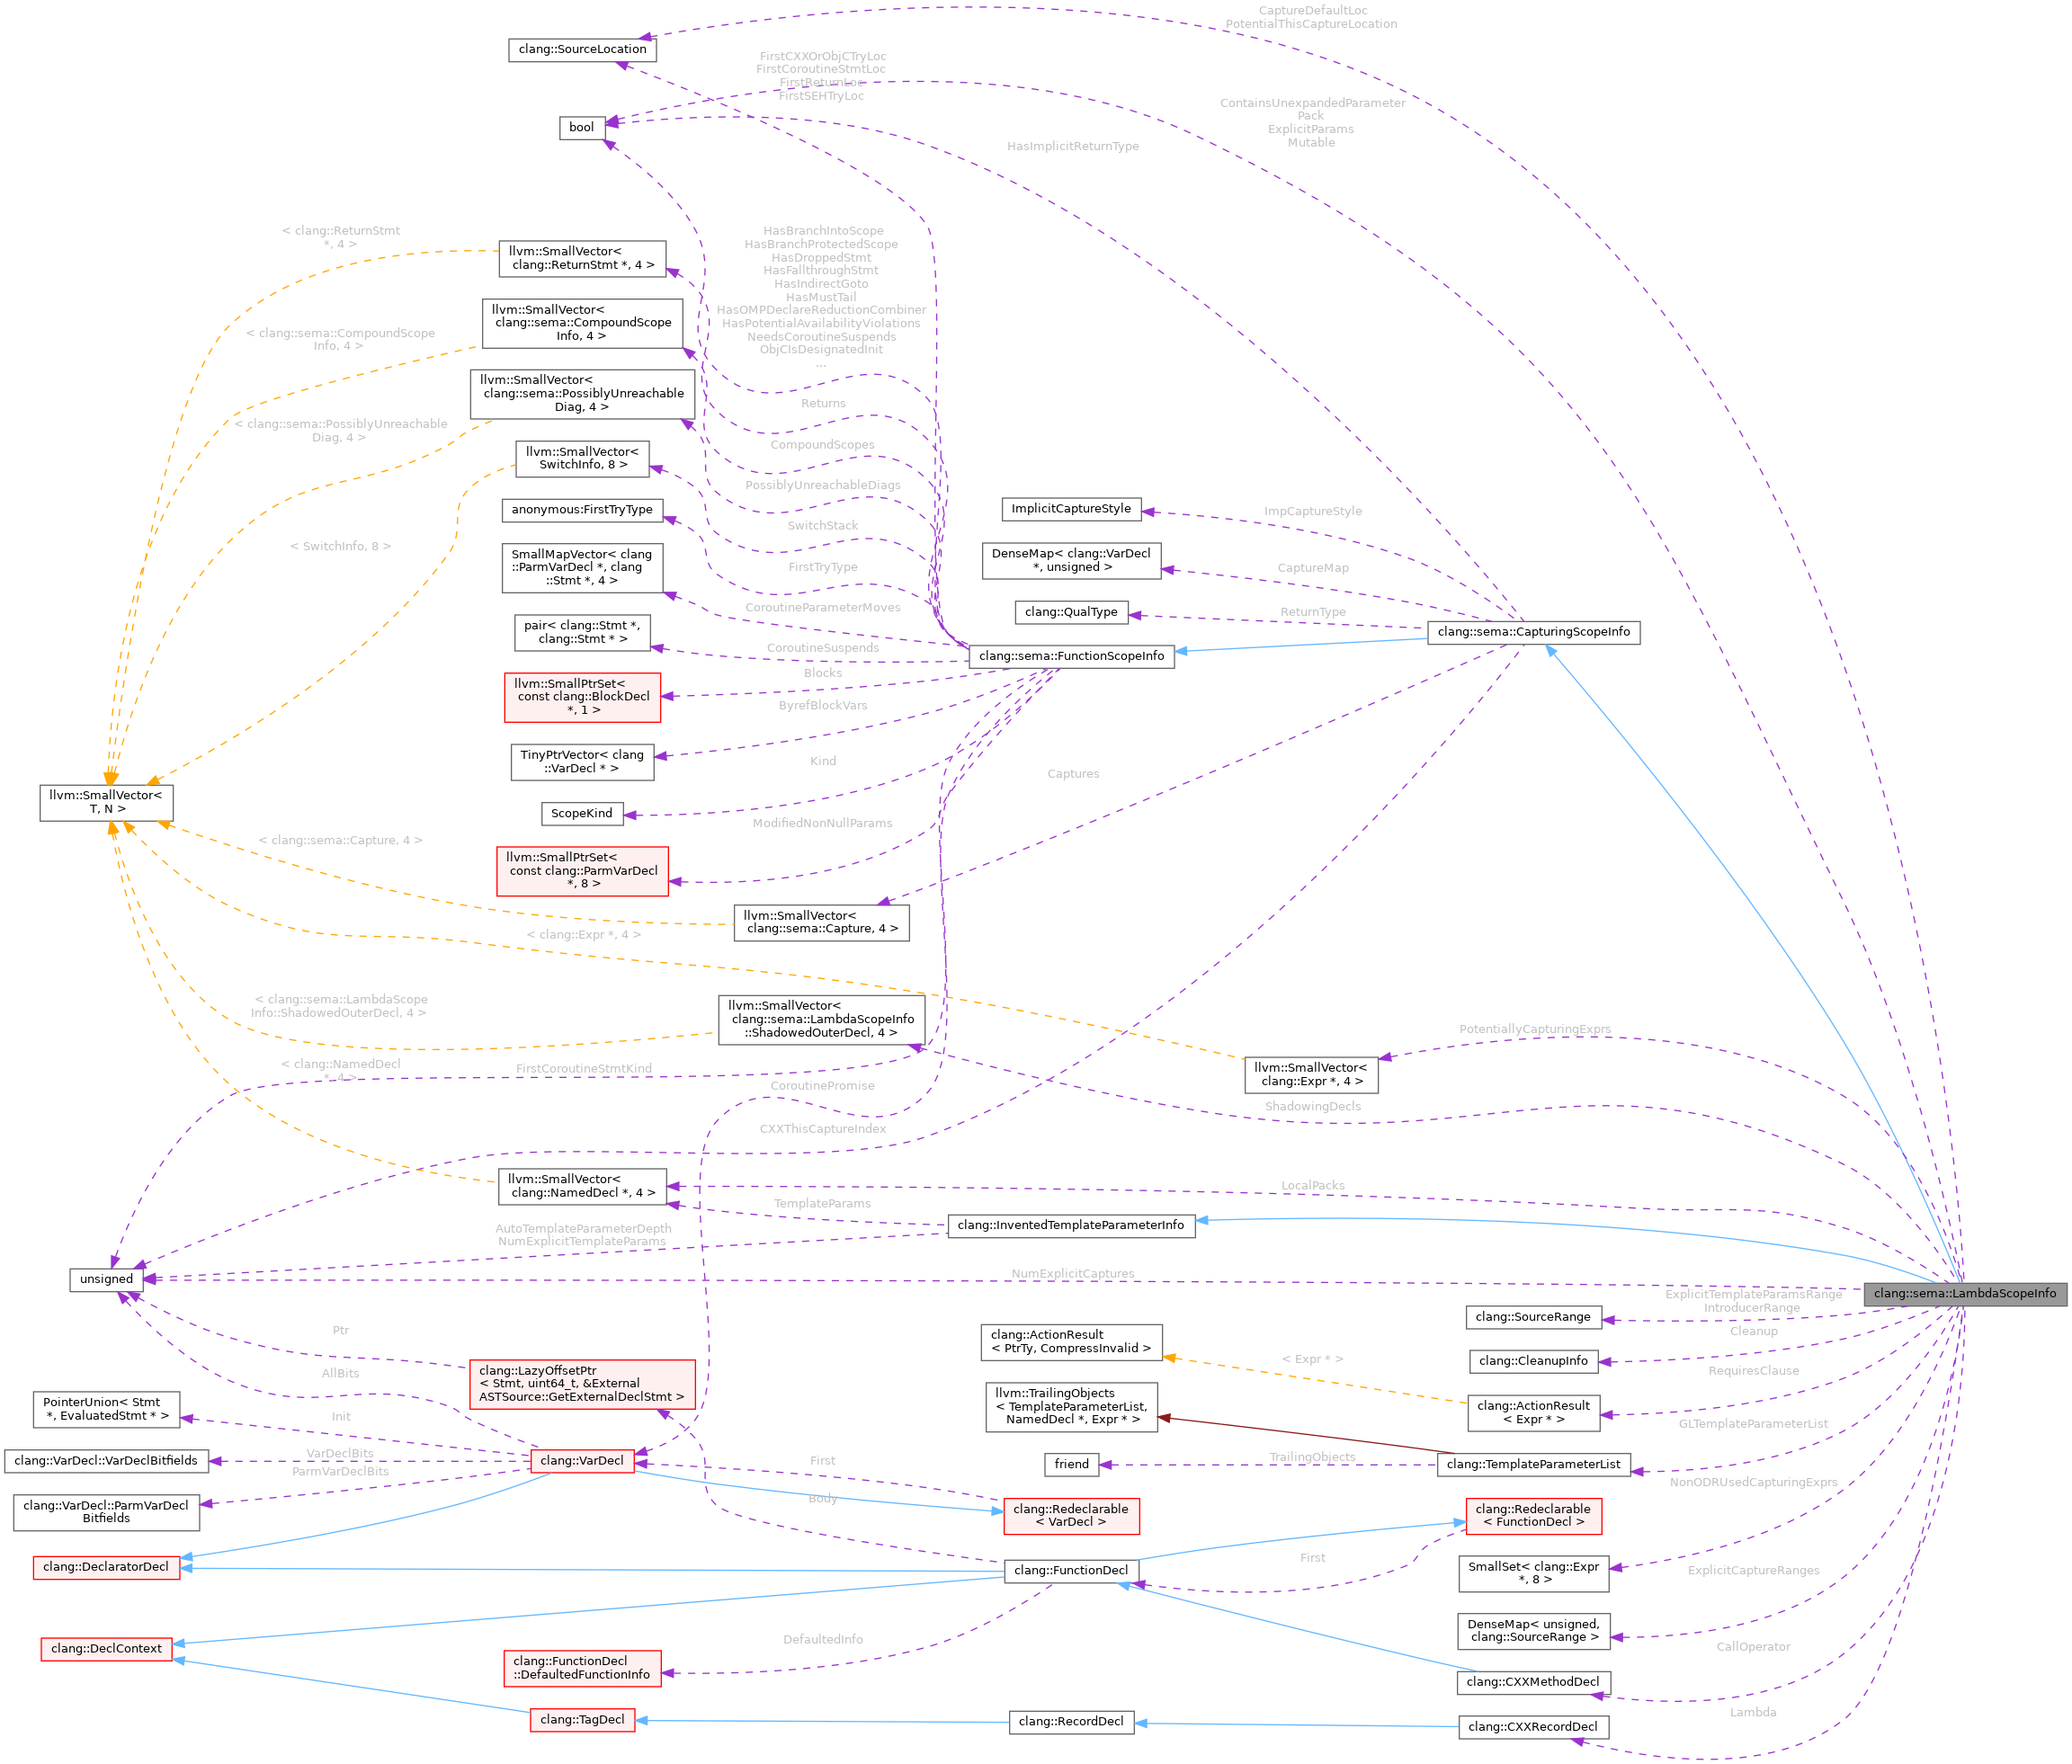 CaptureDefaultLoc
PotentialThisCaptureLocation
clang::SourceLocation
FirstCXXOrObjCTryLoc
FirstCoroutineStmtLoc
FirstReturnLoc
FirstSEHTryLoc
bool
ContainsUnexpandedParameter
Pack
ExplicitParams
Mutable
HasImplicitReturnType
< clang::ReturnStmt
*, 4 >
llvm::SmallVector<
clang::ReturnStmt *, 4 >
HasBranchIntoScope
HasBranchProtectedScope
HasDroppedStmt
HasFallthroughStmt
HasIndirectGoto
HasMustTail
HasOMPDeclareReductionCombiner
HasPotentialAvailabilityViolations
NeedsCoroutineSuspends
ObjCIsDesignatedInit
...
llvm::SmallVector<
clang::sema::CompoundScope
Info, 4 >
< clang::sema::CompoundScope
Info, 4 >
llvm::SmallVector<
clang::sema::PossiblyUnreachable
Diag, 4 >
Returns
< clang::sema::PossiblyUnreachable
Diag, 4 >
CompoundScopes
llvm::SmallVector<
SwitchInfo, 8 >
PossiblyUnreachableDiags
anonymous:FirstTryType
ImplicitCaptureStyle
ImpCaptureStyle
SwitchStack
< SwitchInfo, 8 >
SmallMapVector< clang
::ParmVarDecl *, clang
::Stmt *, 4 >
DenseMap< clang::VarDecl
*, unsigned >
CaptureMap
FirstTryType
CoroutineParameterMoves
clang::QualType
ReturnType
pair< clang::Stmt *,
clang::Stmt * >
clang::sema::CapturingScopeInfo
CoroutineSuspends
clang::sema::FunctionScopeInfo
Blocks
llvm::SmallPtrSet<
const clang::BlockDecl
*, 1 >
ByrefBlockVars
TinyPtrVector< clang
::VarDecl * >
Kind
Captures
llvm::SmallVector<
T, N >
ScopeKind
ModifiedNonNullParams
< clang::sema::Capture, 4 >
llvm::SmallPtrSet<
const clang::ParmVarDecl
*, 8 >
llvm::SmallVector<
clang::sema::Capture, 4 >
< clang::Expr *, 4 >
< clang::sema::LambdaScope
Info::ShadowedOuterDecl, 4 >
llvm::SmallVector<
clang::sema::LambdaScopeInfo
::ShadowedOuterDecl, 4 >
PotentiallyCapturingExprs
< clang::NamedDecl
*, 4 >
FirstCoroutineStmtKind
llvm::SmallVector<
clang::Expr *, 4 >
CoroutinePromise
ShadowingDecls
CXXThisCaptureIndex
llvm::SmallVector<
clang::NamedDecl *, 4 >
LocalPacks
TemplateParams
AutoTemplateParameterDepth
NumExplicitTemplateParams
clang::InventedTemplateParameterInfo
unsigned
NumExplicitCaptures
clang::sema::LambdaScopeInfo
ExplicitTemplateParamsRange
IntroducerRange
clang::SourceRange
Ptr
clang::ActionResult
< PtrTy, CompressInvalid >
Cleanup
clang::CleanupInfo
< Expr * >
RequiresClause
AllBits
clang::LazyOffsetPtr
< Stmt, uint64_t, &External
ASTSource::GetExternalDeclStmt >
PointerUnion< Stmt
*, EvaluatedStmt * >
Init
llvm::TrailingObjects
< TemplateParameterList,
NamedDecl *, Expr * >
clang::ActionResult
< Expr * >
GLTemplateParameterList
clang::VarDecl::VarDeclBitfields
VarDeclBits
ParmVarDeclBits
clang::VarDecl
First
friend
TrailingObjects
clang::TemplateParameterList
NonODRUsedCapturingExprs
clang::VarDecl::ParmVarDecl
Bitfields
Body
clang::Redeclarable
< VarDecl >
clang::Redeclarable
< FunctionDecl >
clang::DeclaratorDecl
clang::FunctionDecl
First
SmallSet< clang::Expr
*, 8 >
ExplicitCaptureRanges
DenseMap< unsigned,
clang::SourceRange >
clang::DeclContext
DefaultedInfo
CallOperator
clang::FunctionDecl
::DefaultedFunctionInfo
clang::CXXMethodDecl
Lambda
clang::TagDecl
clang::RecordDecl
clang::CXXRecordDecl